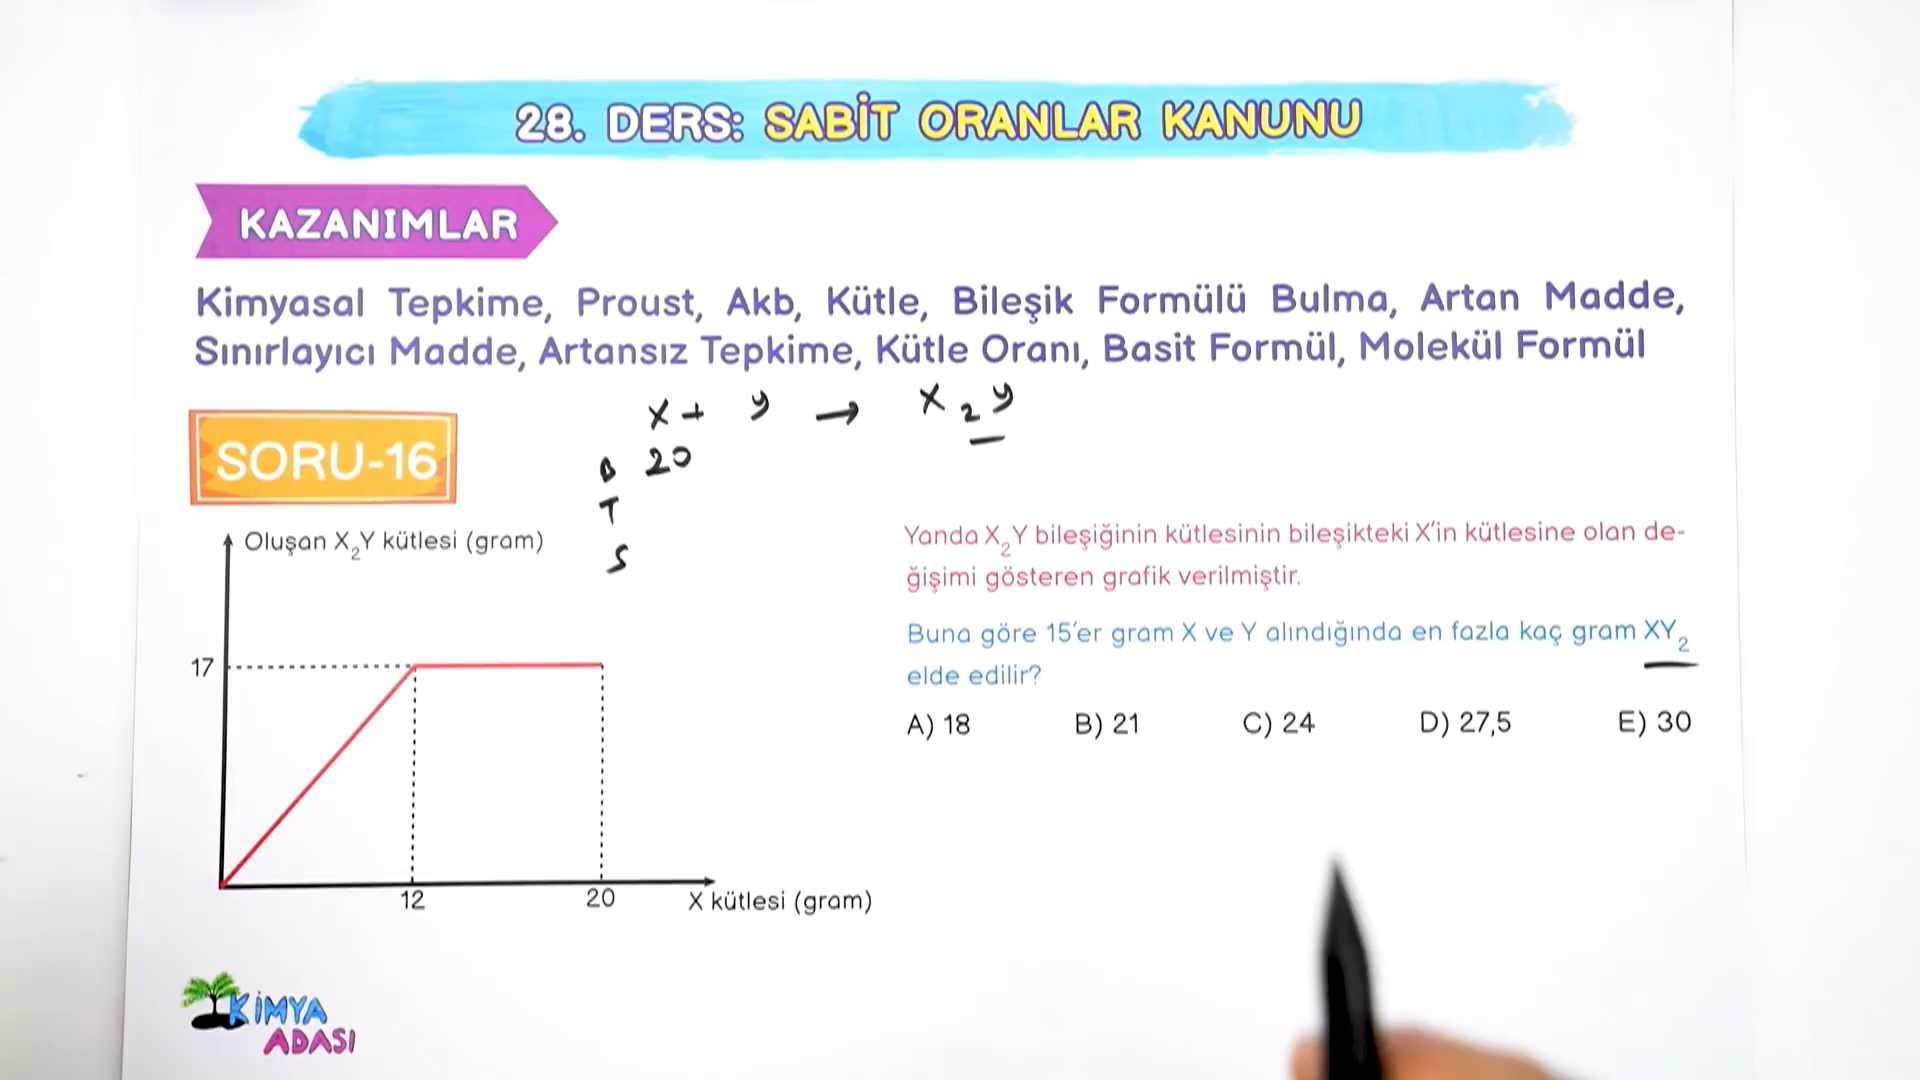 28. DERS: SABİT ORANLAR KANUNU
KAZANIMLAR
Kimyasal Tepkime, Proust, Akb, Kütle, Bileşik Formülü Bulma, Artan Madde,
Sınırlayıcı Madde, Artansız Tepkime, Kütle Oranı, Basit Formül, Molekül Formül
X + y → X₂y
SORU-16
B 20
T
S
Oluşan X₂Y kütlesi (gram)
17
12
20
X kütlesi (gram)
Yanda X₂Y bileşiğinin kütlesinin bileşikteki X'in kütlesine olan de-
ğişimi gösteren grafik verilmiştir.
Buna göre 15'er gram X ve Y alındığında en fazla kaç gram XY₂
elde edilir?
A) 18 B) 21 C) 24 D) 27,5 E) 30
KİMYA
ADASI